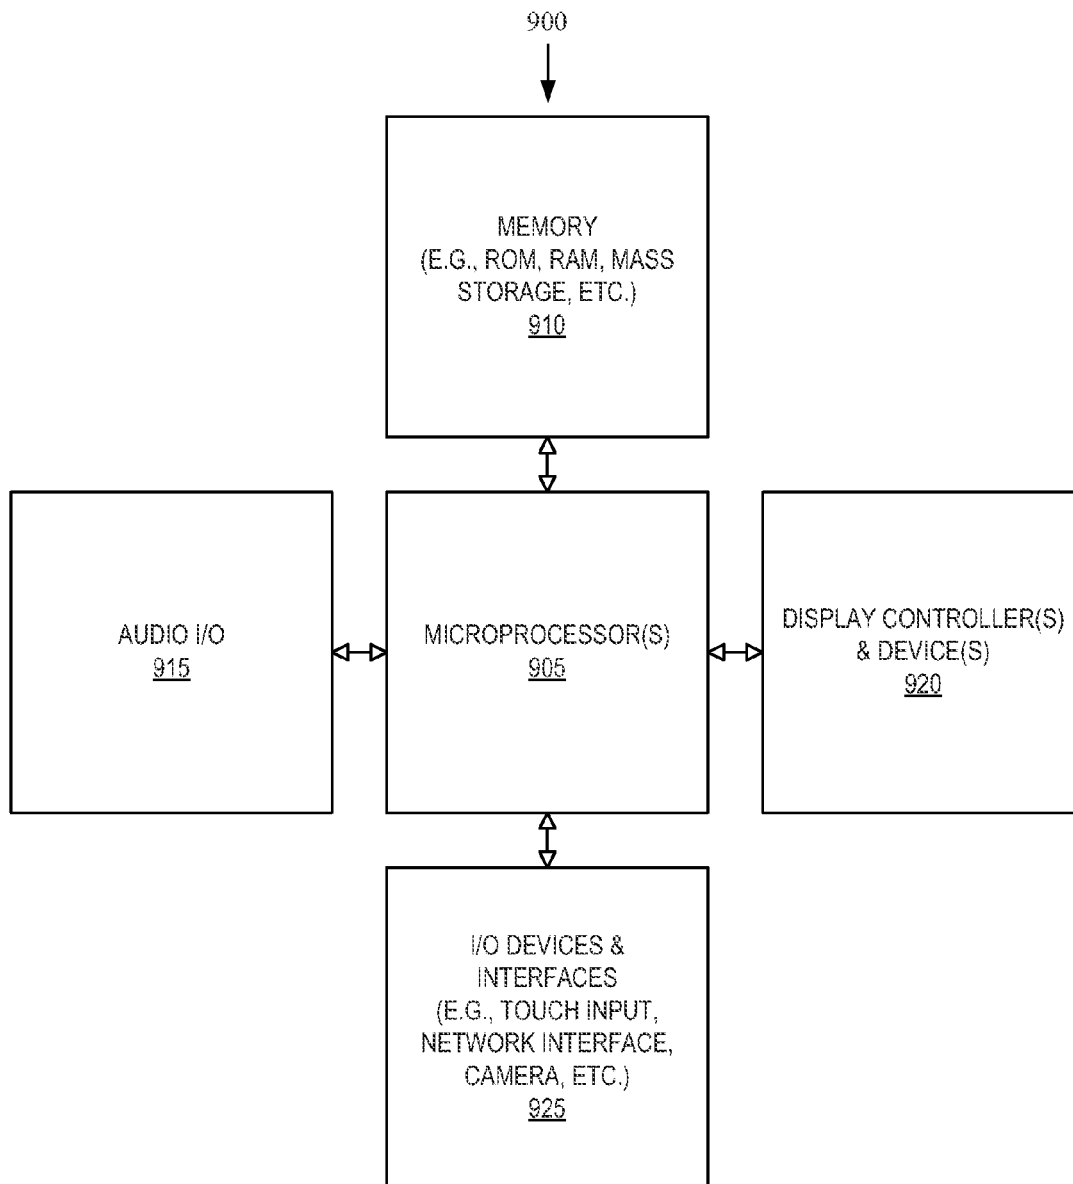 900
MEMORY
(E.G., ROM, RAM, MASS
STORAGE, ETC.)
910
AUDIO I/O
915
MICROPROCESSOR(S)
905
DISPLAY CONTROLLER(S)
& DEVICE(S)
920
I/O DEVICES &
INTERFACES
(E.G., TOUCH INPUT,
NETWORK INTERFACE,
CAMERA, ETC.)
925